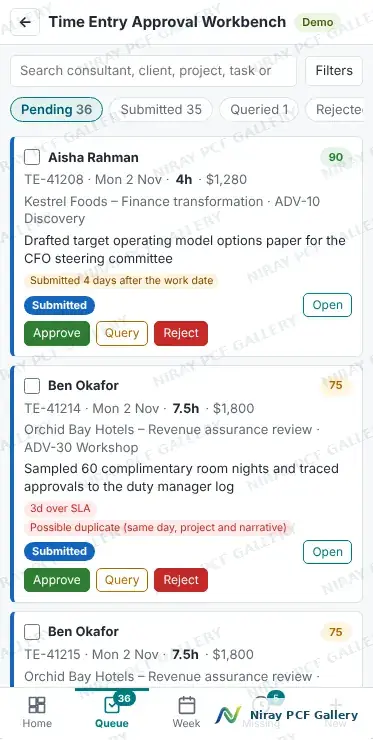 Time Entry Approval Workbench Demo
Search consultant, client, project, task or
Filters
Pending 36 Submitted 35 Queried 1 Rejected
Aisha Rahman 90
TE-41208 · Mon 2 Nov · 4h · $1,280
Kestrel Foods – Finance transformation · ADV-10
Discovery
Drafted target operating model options paper for the
CFO steering committee
Submitted 4 days after the work date
Submitted Open
Approve Query Reject
Ben Okafor 75
TE-41214 · Mon 2 Nov · 7.5h · $1,800
Orchid Bay Hotels – Revenue assurance review ·
ADV-30 Workshop
Sampled 60 complimentary room nights and traced
approvals to the duty manager log
3d over SLA
Possible duplicate (same day, project and narrative)
Submitted Open
Approve Query Reject
Ben Okafor 75
TE-41215 · Mon 2 Nov · 7.5h · $1,800
Orchid Bay Hotels – Revenue assurance review ·
36 5
Home Queue Week Missing New
Niray PCF Gallery
NIRAY PCF GALLERY